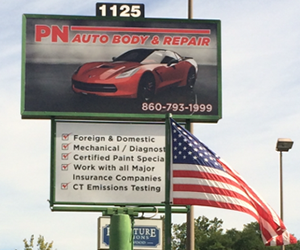 1125
PN AUTO BODY & REPAIR
860-793-1999
Foreign & Domestic
Mechanical / Diagnost
Certified Paint Special
Work with all Major
Insurance Companies
CT Emissions Testing